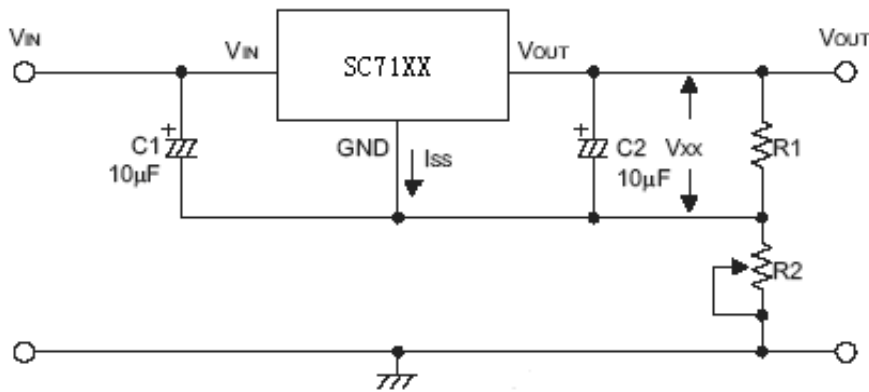 VIN
VIN
SC71XX
VOUT
VOUT
C1
10μF
GND
ISS
C2
10μF
VXX
R1
R2